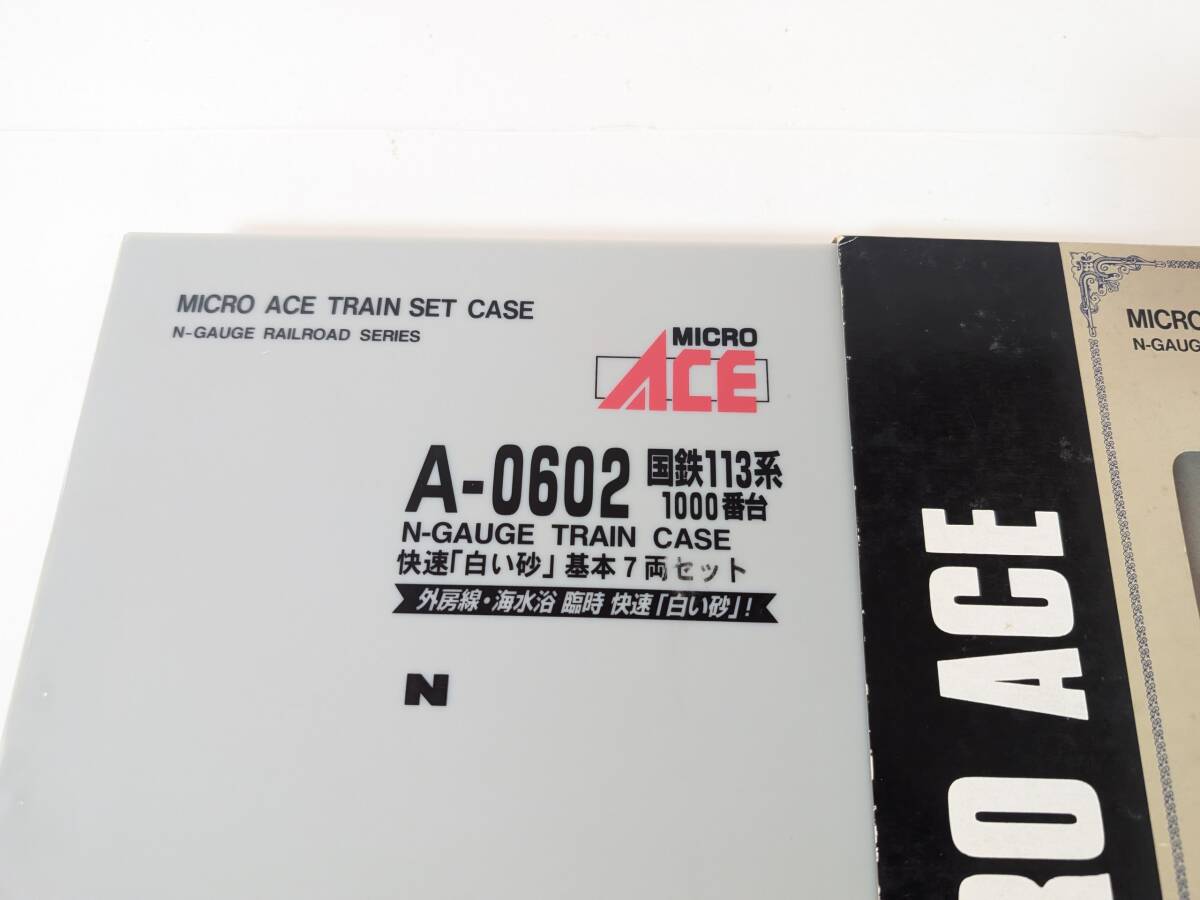 MICRO ACE TRAIN SET CASE
N-GAUGE RAILROAD SERIES
MICRO
ACE
A-0602 国鉄113系
1000番台
N-GAUGE TRAIN CASE
快速「白い砂」基本7両セット
外房線・海水浴 臨時 快速「白い砂」!
N
MICRO
N-GAUG
RO ACE